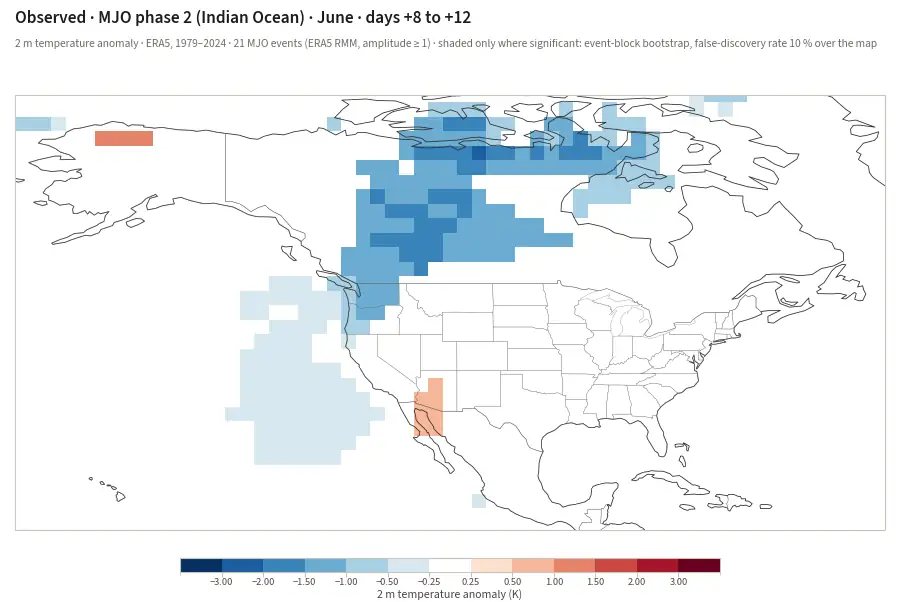 Observed · MJO phase 2 (Indian Ocean) · June · days +8 to +12
2 m temperature anomaly · ERA5, 1979–2024 · 21 MJO events (ERA5 RMM, amplitude ≥ 1) · shaded only where significant: event-block bootstrap, false-discovery rate 10 % over the map
−3.00 −2.00 −1.50 −1.00 −0.50 −0.25 0.25 0.50 1.00 1.50 2.00 3.00
2 m temperature anomaly (K)